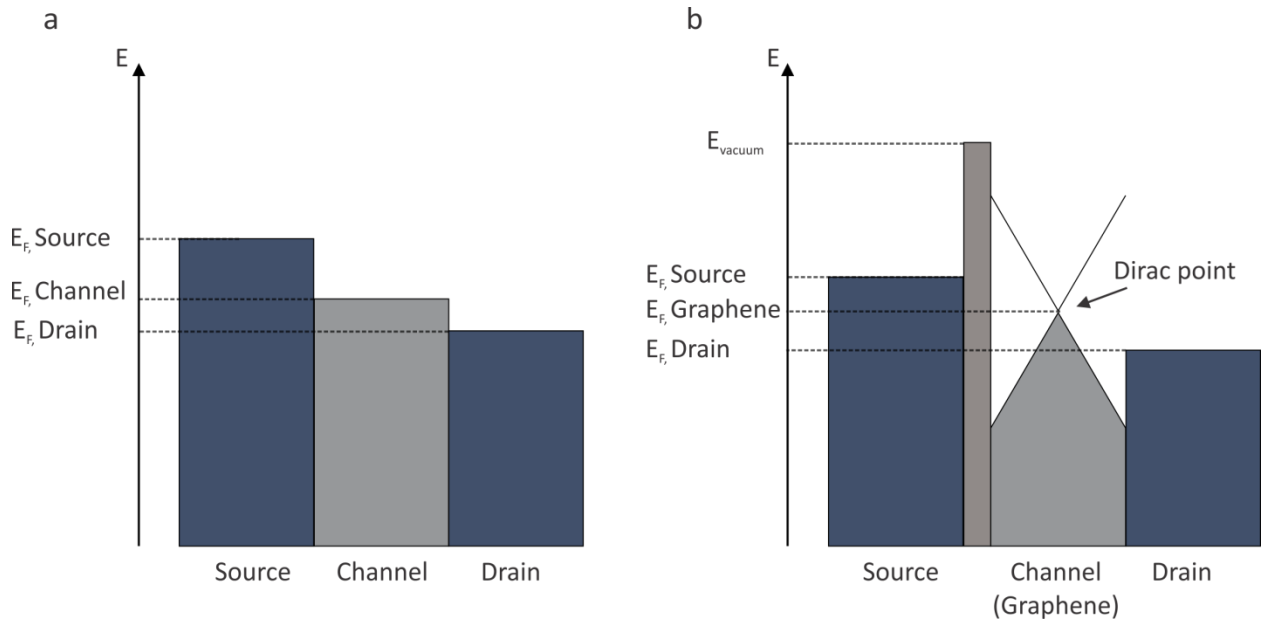 a
E
E_F, Source
E_F, Channel
E_F, Drain
Source
Channel
Drain
b
E
E_vacuum
E_F, Source
E_F, Graphene
E_F, Drain
Dirac point
Source
Channel
(Graphene)
Drain